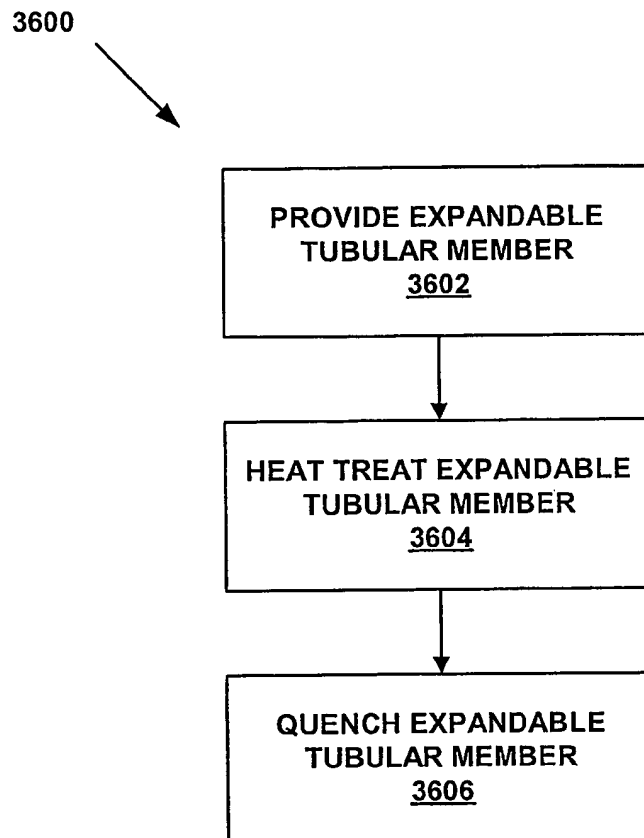 3600
PROVIDE EXPANDABLE
TUBULAR MEMBER
3602
HEAT TREAT EXPANDABLE
TUBULAR MEMBER
3604
QUENCH EXPANDABLE
TUBULAR MEMBER
3606